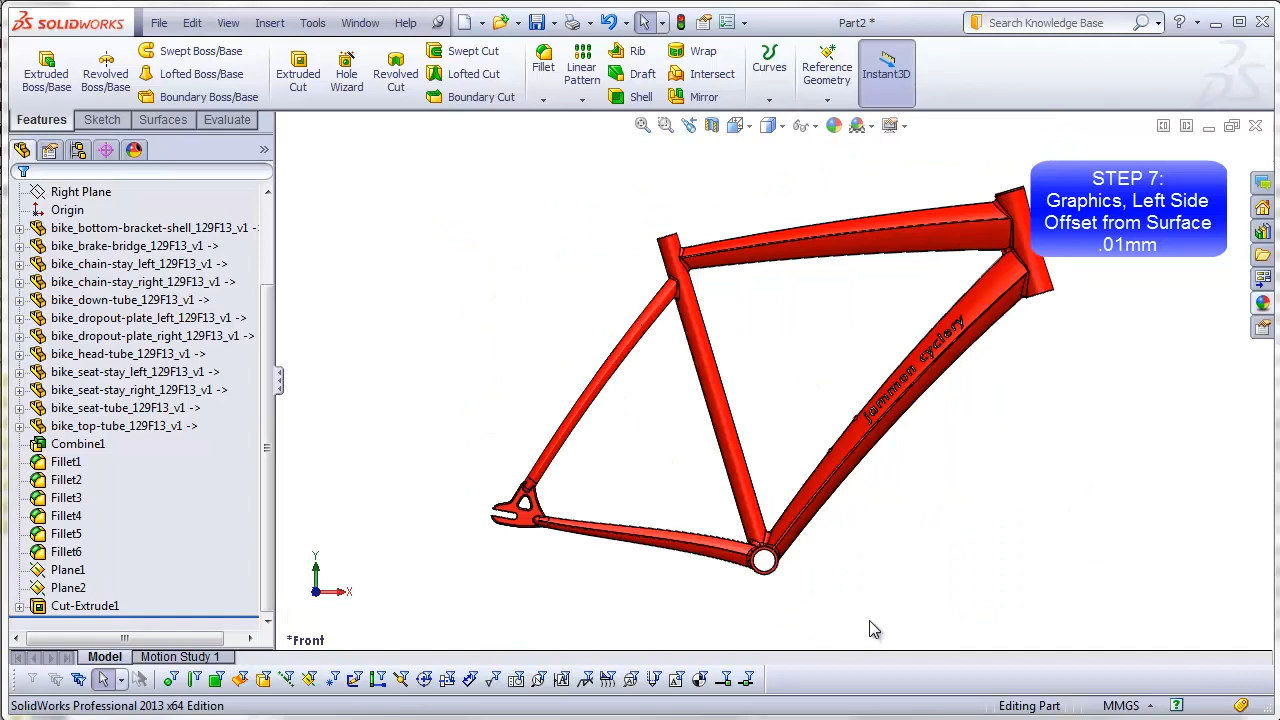 SOLIDWORKS File Edit View Insert Tools Window Help Part2 * Search Knowledge Base ?
Extruded Boss/Base
Revolved Boss/Base
Swept Boss/Base
Lofted Boss/Base
Boundary Boss/Base
Extruded Cut
Hole Wizard
Revolved Cut
Swept Cut
Lofted Cut
Boundary Cut
Fillet
Linear Pattern
Rib
Draft
Shell
Wrap
Intersect
Mirror
Curves
Reference Geometry
Instant3D
Features Sketch Surfaces Evaluate
Right Plane
Origin
bike_bottom-bracket-shell_129F13_v1 -
bike_brake-bridge_129F13_v1 ->
bike_chain-stay_left_129F13_v1 ->
bike_chain-stay_right_129F13_v1 ->
bike_down-tube_129F13_v1 ->
bike_dropout-plate_left_129F13_v1 ->
bike_dropout-plate_right_129F13_v1 ->
bike_head-tube_129F13_v1 ->
bike_seat-stay_left_129F13_v1 ->
bike_seat-stay_right_129F13_v1 ->
bike_seat-tube_129F13_v1 ->
bike_top-tube_129F13_v1 ->
Combine1
Fillet1
Fillet2
Fillet3
Fillet4
Fillet5
Fillet6
Plane1
Plane2
Cut-Extrude1
STEP 7:
Graphics, Left Side
Offset from Surface
.01mm
jammon cyclery
Y
X
*Front
Model Motion Study 1
SolidWorks Professional 2013 x64 Edition Editing Part MMGS ?